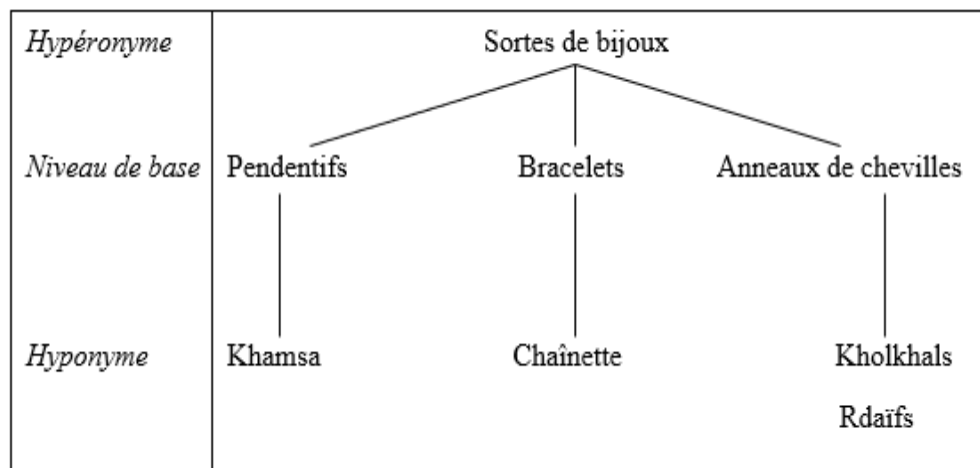 Hypéronyme Sortes de bijoux
Niveau de base Pendentifs Bracelets Anneaux de chevilles
Hyponyme Khamsa Chaînette Kholkhals
Rdaïfs